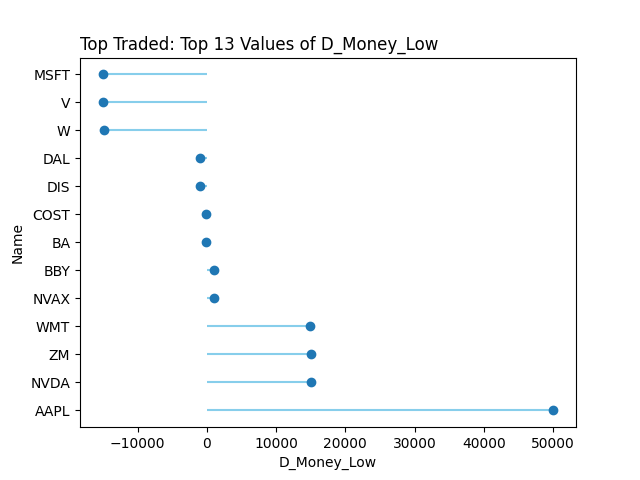 Top Traded: Top 13 Values of D_Money_Low
MSFT
V
W
DAL
DIS
COST
BA
BBY
NVAX
WMT
ZM
NVDA
AAPL
Name
−10000 0 10000 20000 30000 40000 50000
D_Money_Low